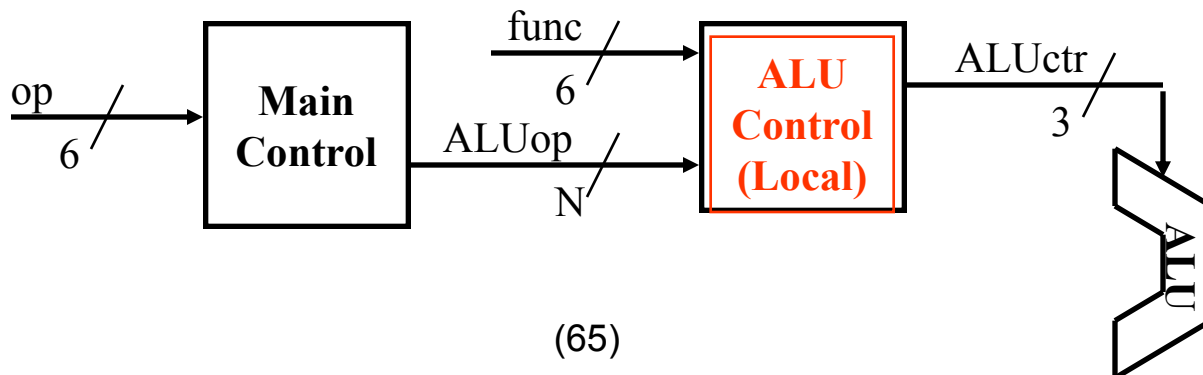 op
6
Main
Control
func
6
ALUop
N
ALU
Control
(Local)
ALUctr
3
ALU
(65)